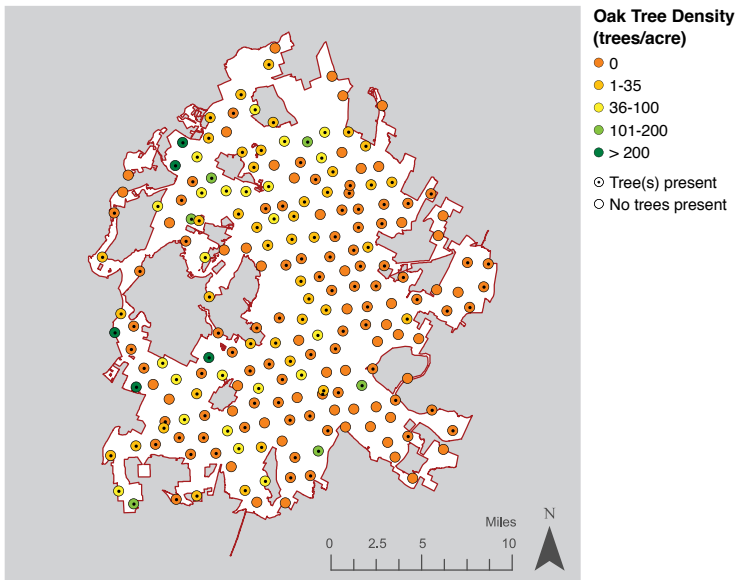 Oak Tree Density
(trees/acre)
0
1-35
36-100
101-200
> 200
Tree(s) present
No trees present
Miles
0 2.5 5 10
N